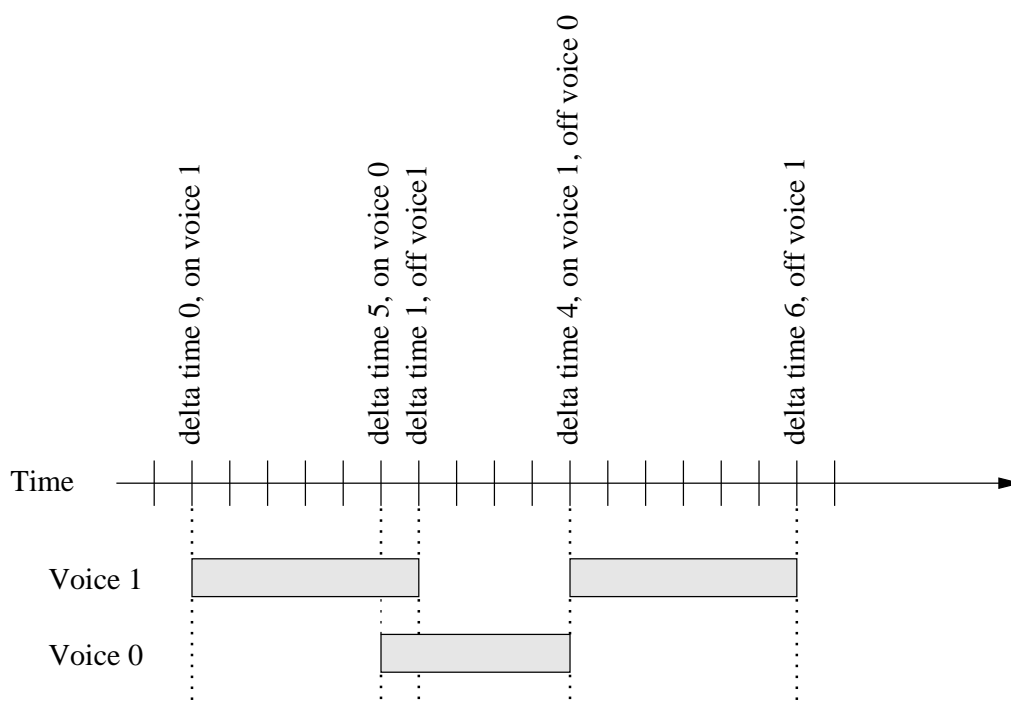 delta time 0, on voice 1
delta time 5, on voice 0
delta time 1, off voice1
delta time 4, on voice 1, off voice 0
delta time 6, off voice 1
Time
Voice 1
Voice 0